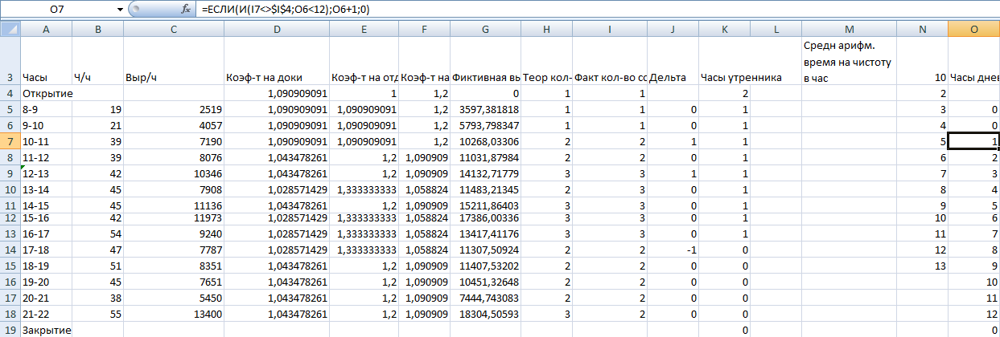 O7 fx =ЕСЛИ(И(I7<>$I$4;O6<12);O6+1;0)
A B C D E F G H I J K L M N O
3 Часы Ч/ч Выр/ч Коэф-т на доки Коэф-т на отд Коэф-т на Фиктивная вы Теор кол- Факт кол-во со Дельта Часы утренника Средн арифм. время на чистоту в час 10 Часы днев
4 Открытие 1,090909091 1 1,2 0 1 1 2 2
5 8-9 19 2519 1,090909091 1,090909091 1,2 3597,381818 1 1 0 1 3 0
6 9-10 21 4057 1,090909091 1,090909091 1,2 5793,798347 1 1 0 1 4 0
7 10-11 39 7190 1,090909091 1,090909091 1,2 10268,03306 2 2 1 1 5 1
8 11-12 39 8076 1,043478261 1,2 1,090909 11031,87984 2 2 0 1 6 2
9 12-13 42 10346 1,043478261 1,2 1,090909 14132,71779 3 3 1 1 7 3
10 13-14 45 7908 1,028571429 1,333333333 1,058824 11483,21345 2 3 0 1 8 4
11 14-15 45 11136 1,043478261 1,2 1,090909 15211,86403 3 3 0 1 9 5
12 15-16 42 11973 1,028571429 1,333333333 1,058824 17386,00336 3 3 0 1 10 6
13 16-17 54 9240 1,028571429 1,333333333 1,058824 13417,41176 3 3 0 1 11 7
14 17-18 47 7787 1,028571429 1,333333333 1,058824 11307,50924 2 2 -1 0 12 8
15 18-19 51 8351 1,043478261 1,2 1,090909 11407,53202 2 2 0 0 13 9
16 19-20 45 7651 1,043478261 1,2 1,090909 10451,32648 2 2 0 0 10
17 20-21 38 5450 1,043478261 1,2 1,090909 7444,743083 2 2 0 0 11
18 21-22 55 13400 1,043478261 1,2 1,090909 18304,50593 3 2 0 0 12
19 Закрытие 0 0